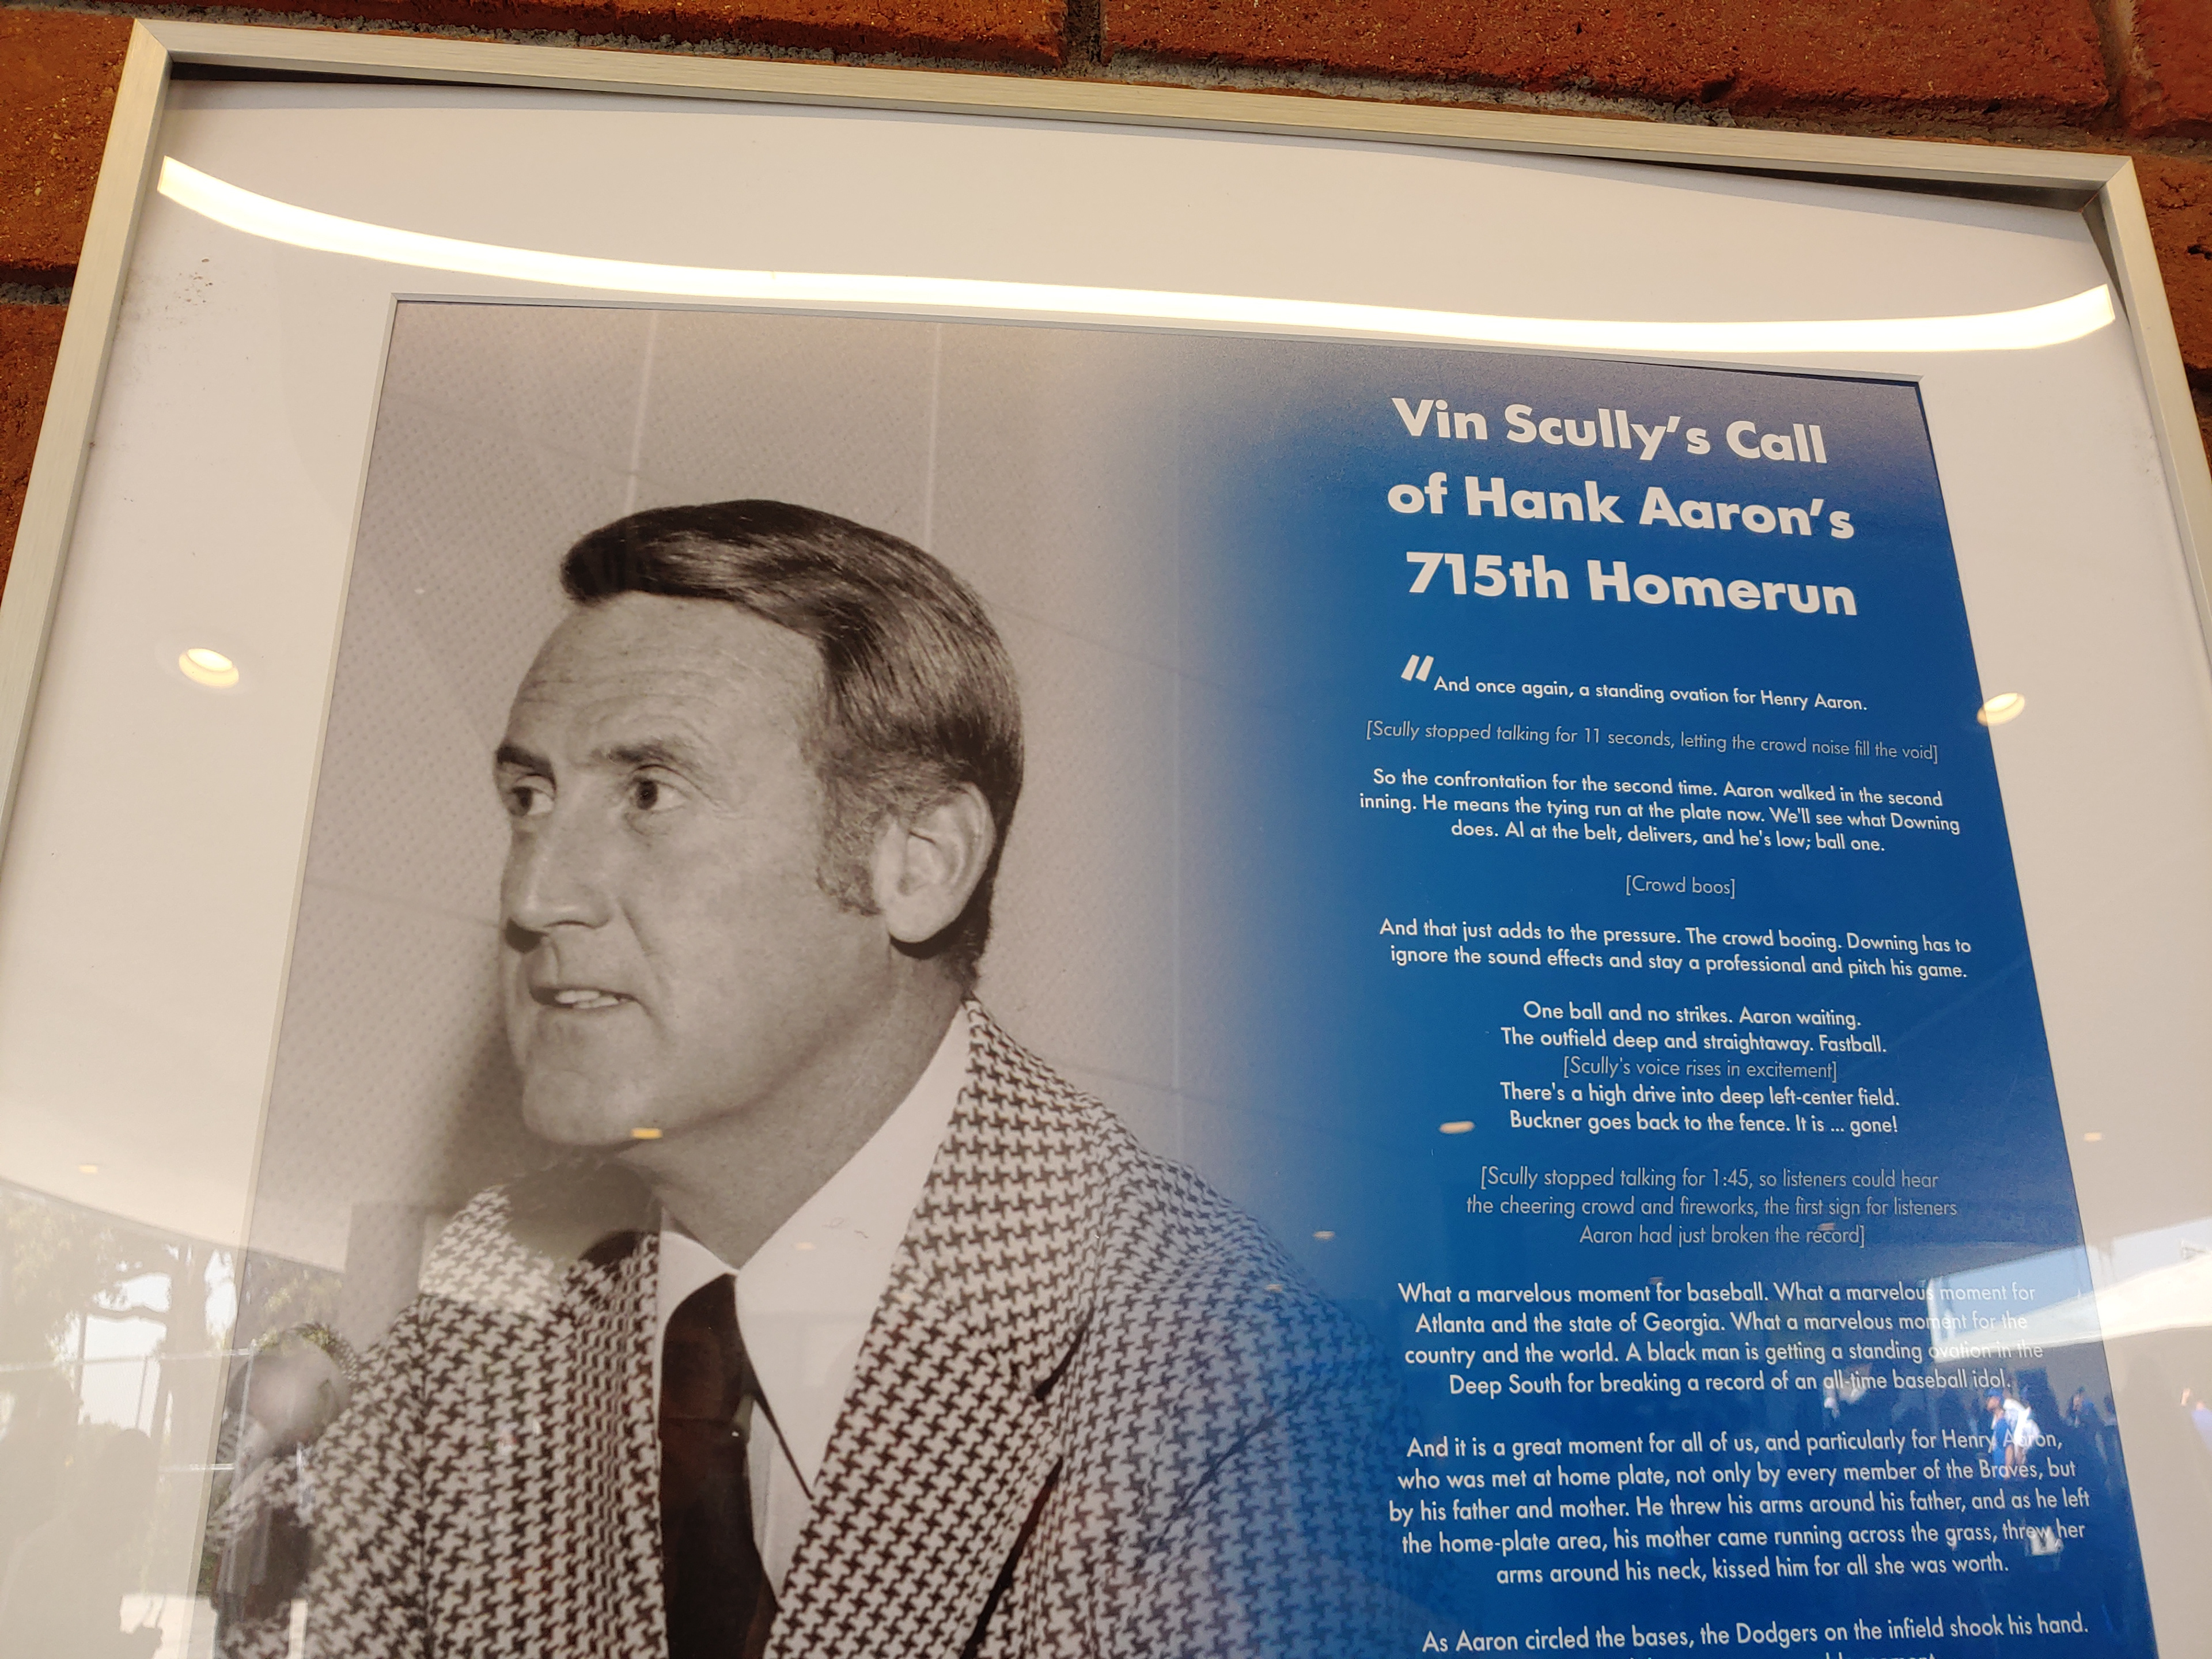 Vin Scully's Call
of Hank Aaron's
715th Homerun
"And once again, a standing ovation for Henry Aaron.
[Scully stopped talking for 11 seconds, letting the crowd noise fill the void]
So the confrontation for the second time. Aaron walked in the second
inning. He means the tying run at the plate now. We'll see what Downing
does. Al at the belt, delivers, and he's low; ball one.
[Crowd boos]
And that just adds to the pressure. The crowd booing. Downing has to
ignore the sound effects and stay a professional and pitch his game.
One ball and no strikes. Aaron waiting.
The outfield deep and straightaway. Fastball.
[Scully's voice rises in excitement]
There's a high drive into deep left-center field.
Buckner goes back to the fence. It is ... gone!
[Scully stopped talking for 1:45, so listeners could hear
the cheering crowd and fireworks, the first sign for listeners
Aaron had just broken the record]
What a marvelous moment for baseball. What a marvelous moment for
Atlanta and the state of Georgia. What a marvelous moment for the
country and the world. A black man is getting a standing ovation in the
Deep South for breaking a record of an all-time baseball idol.
And it is a great moment for all of us, and particularly for Henry Aaron,
who was met at home plate, not only by every member of the Braves, but
by his father and mother. He threw his arms around his father, and as he left
the home-plate area, his mother came running across the grass, threw her
arms around his neck, kissed him for all she was worth.
As Aaron circled the bases, the Dodgers on the infield shook his hand.